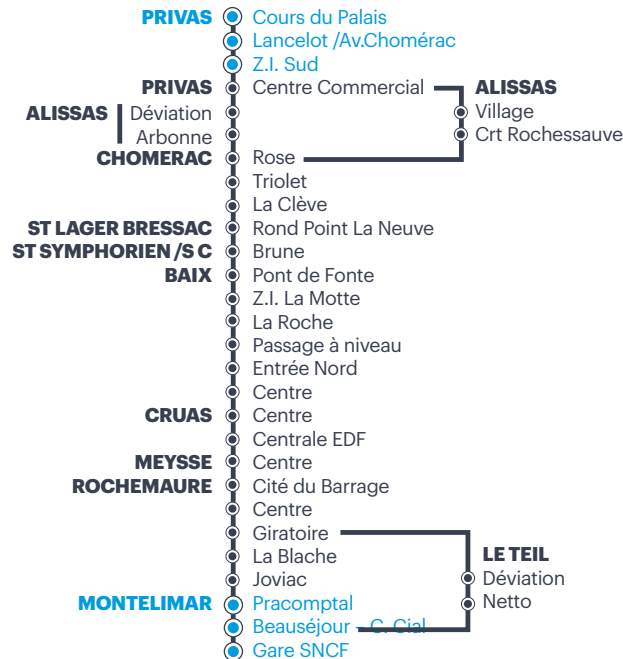 PRIVAS Cours du Palais
Lancelot /Av.Chomérac
Z.I. Sud
PRIVAS Centre Commercial ALISSAS
ALISSAS Déviation Village
Arbonne Crt Rochessauve
CHOMERAC Rose
Triolet
La Clève
ST LAGER BRESSAC Rond Point La Neuve
ST SYMPHORIEN /S C Brune
BAIX Pont de Fonte
Z.I. La Motte
La Roche
Passage à niveau
Entrée Nord
Centre
CRUAS Centre
Centrale EDF
MEYSSE Centre
ROCHEMAURE Cité du Barrage
Centre
Giratoire
La Blache LE TEIL
Joviac Déviation
MONTELIMAR Pracomptal Netto
Beauséjour - C. Cial
Gare SNCF